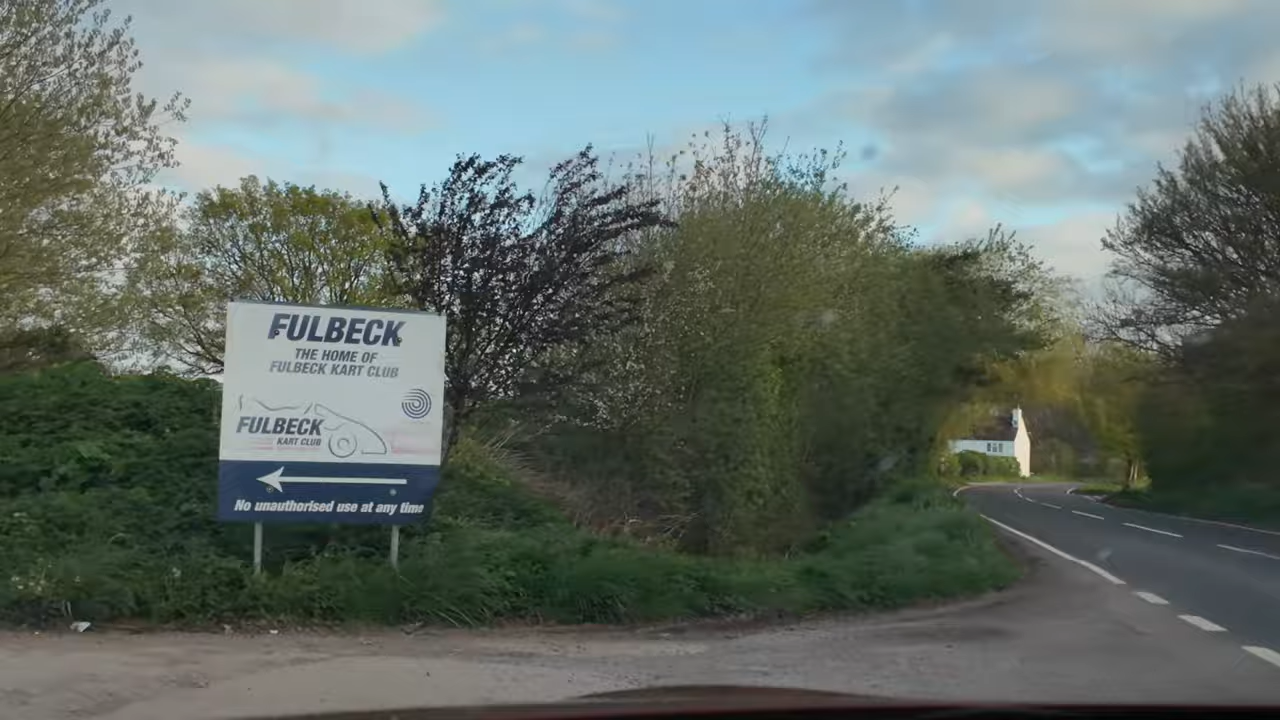 FULBECK
THE HOME OF
FULBECK KART CLUB
FULBECK
KART CLUB
No unauthorised use at any time